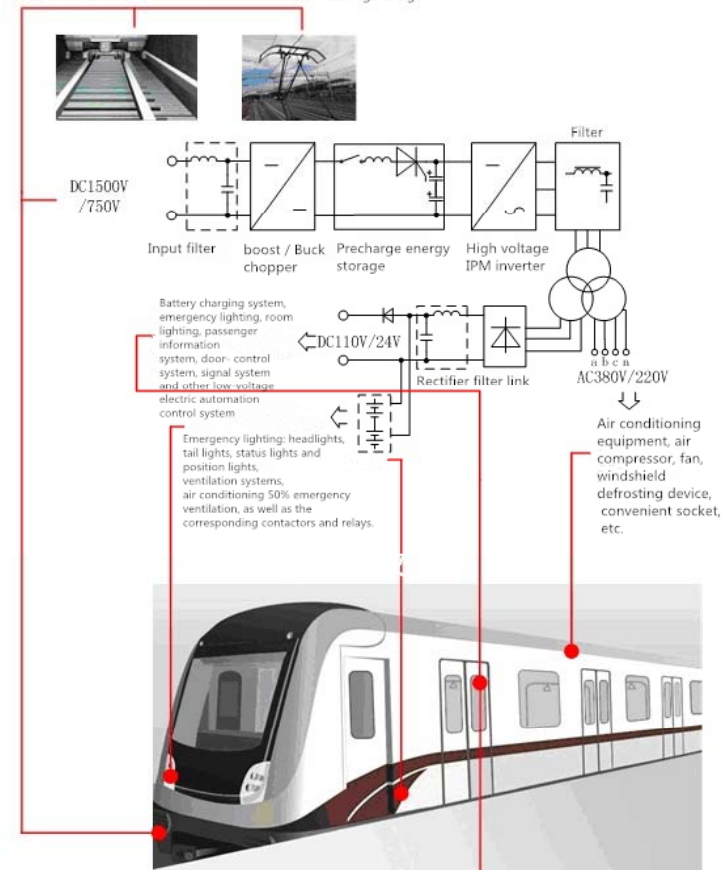 Filter
DC1500V
/750V
Input filter
boost / Buck
chopper
Precharge energy
storage
High voltage
IPM inverter
Battery charging system,
emergency lighting, room
lighting, passenger
information
system, door- control
system, signal system
and other low-voltage
electric automation
control system
DC110V/24V
Rectifier filter link
a b c n
AC380V/220V
Emergency lighting: headlights,
tail lights, status lights and
position lights,
ventilation systems,
air conditioning 50% emergency
ventilation, as well as the
corresponding contactors and relays.
Air conditioning
equipment, air
compressor, fan,
windshield
defrosting device,
convenient socket,
etc.